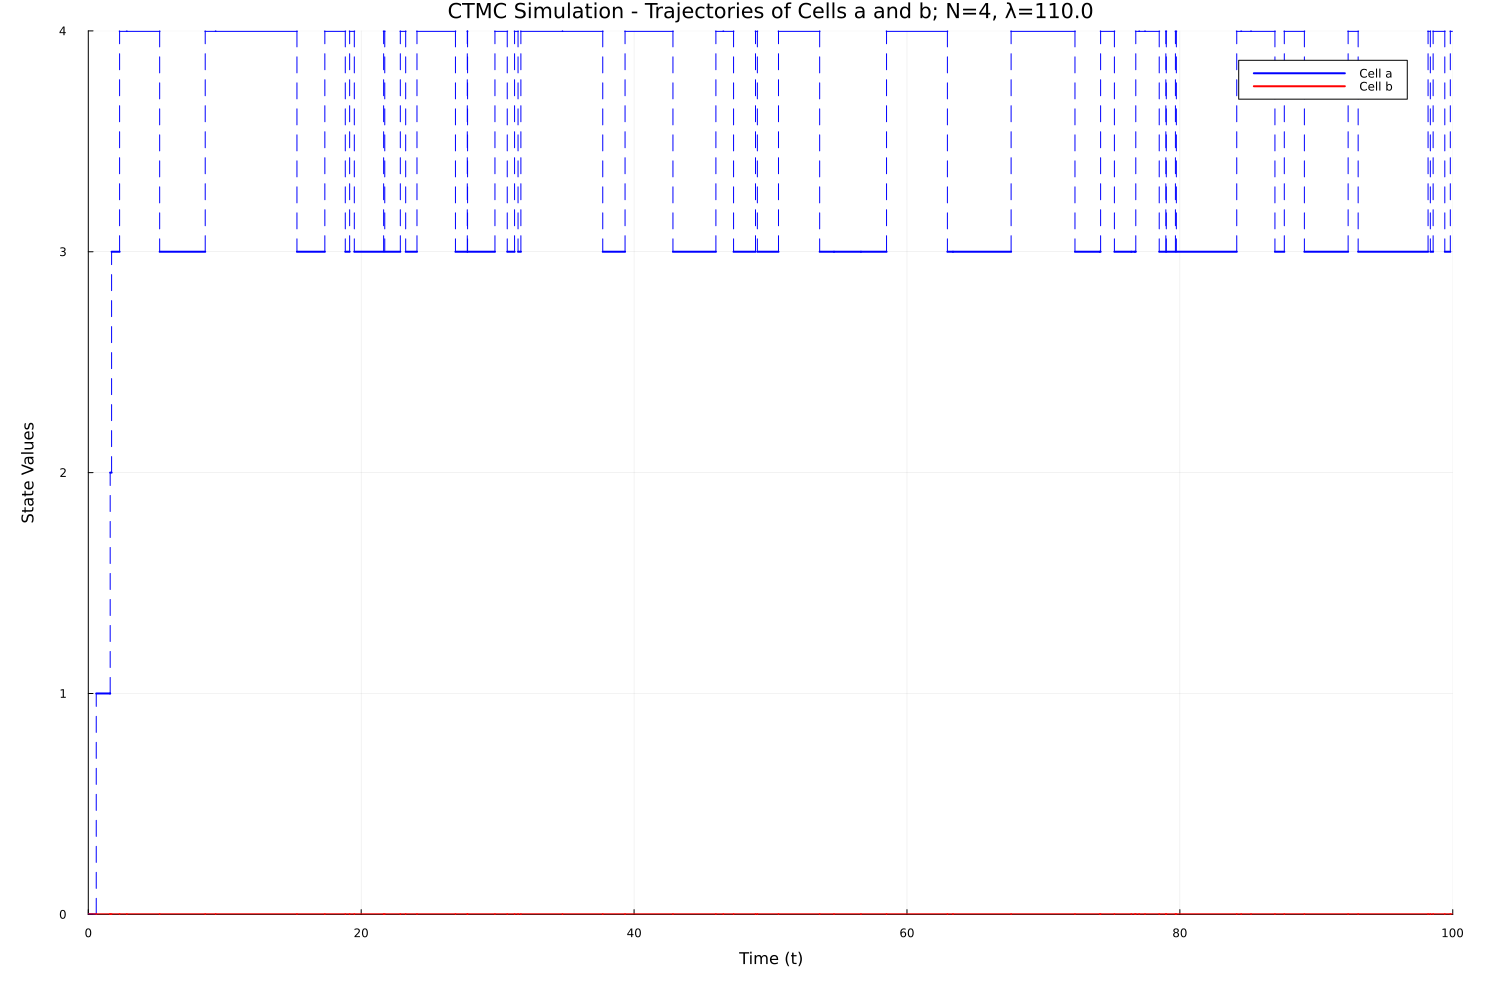 CTMC Simulation - Trajectories of Cells a and b; N=4, λ=110.0
4
Cell a
Cell b
3
State Values
2
1
0
0 20 40 60 80 100
Time (t)